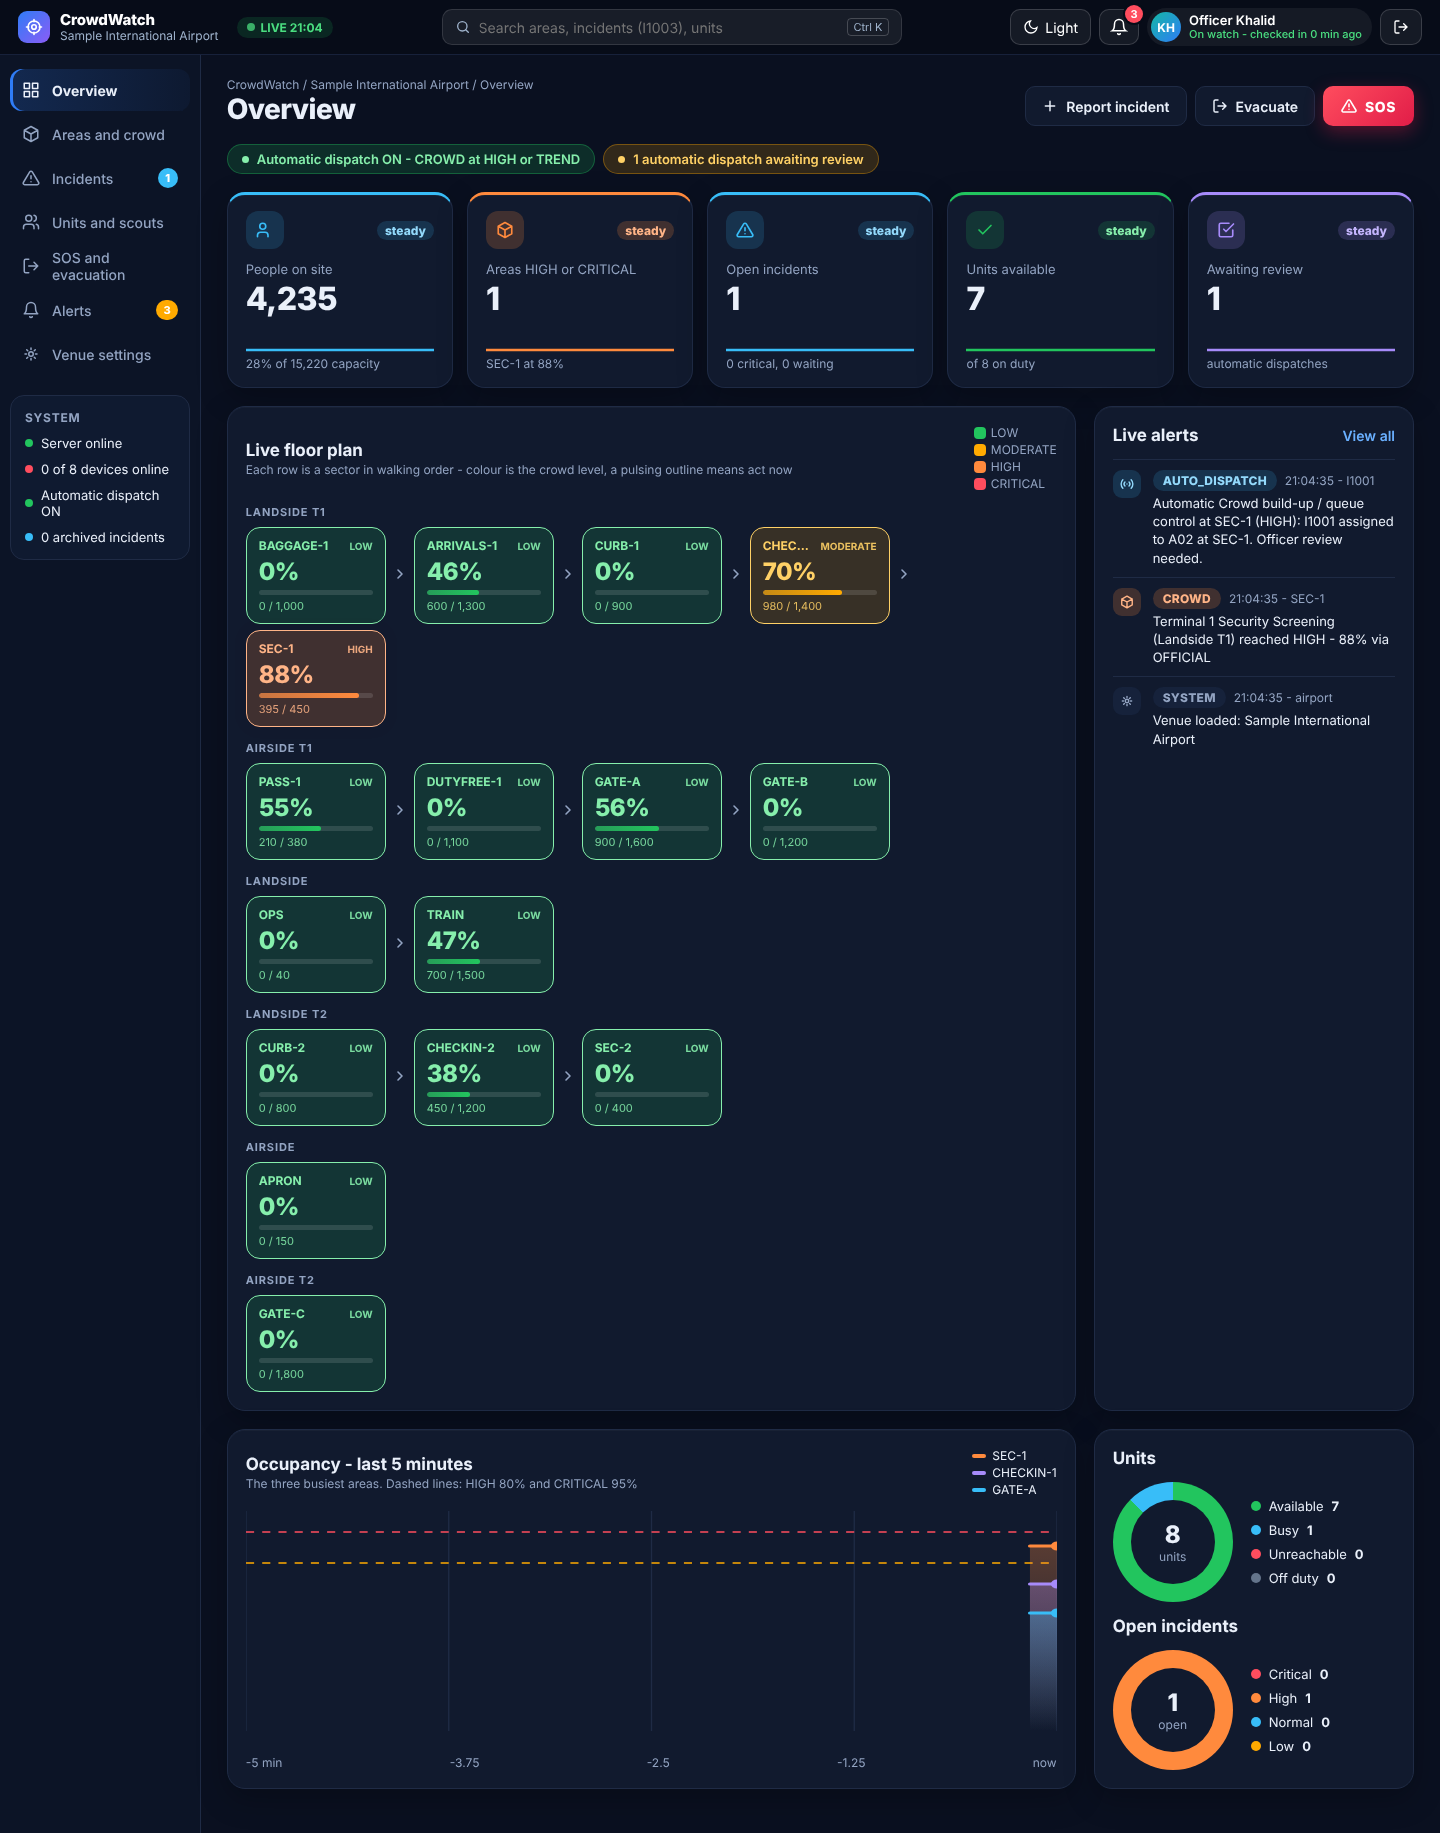 CrowdWatch
Sample International Airport
LIVE 21:04
Search areas, incidents (I1003), units
Ctrl K
Light
3
KH
Officer Khalid
On watch - checked in 0 min ago
Overview
Areas and crowd
Incidents
1
Units and scouts
SOS and
evacuation
Alerts
3
Venue settings
SYSTEM
Server online
0 of 8 devices online
Automatic dispatch
ON
0 archived incidents
CrowdWatch / Sample International Airport / Overview
Overview
Report incident
Evacuate
SOS
Automatic dispatch ON - CROWD at HIGH or TREND
1 automatic dispatch awaiting review
steady
People on site
4,235
28% of 15,220 capacity
steady
Areas HIGH or CRITICAL
1
SEC-1 at 88%
steady
Open incidents
1
0 critical, 0 waiting
steady
Units available
7
of 8 on duty
steady
Awaiting review
1
automatic dispatches
Live floor plan
Each row is a sector in walking order - colour is the crowd level, a pulsing outline means act now
LOW
MODERATE
HIGH
CRITICAL
LANDSIDE T1
BAGGAGE-1 LOW
0%
0 / 1,000
ARRIVALS-1 LOW
46%
600 / 1,300
CURB-1 LOW
0%
0 / 900
CHEC... MODERATE
70%
980 / 1,400
SEC-1 HIGH
88%
395 / 450
AIRSIDE T1
PASS-1 LOW
55%
210 / 380
DUTYFREE-1 LOW
0%
0 / 1,100
GATE-A LOW
56%
900 / 1,600
GATE-B LOW
0%
0 / 1,200
LANDSIDE
OPS LOW
0%
0 / 40
TRAIN LOW
47%
700 / 1,500
LANDSIDE T2
CURB-2 LOW
0%
0 / 800
CHECKIN-2 LOW
38%
450 / 1,200
SEC-2 LOW
0%
0 / 400
AIRSIDE
APRON LOW
0%
0 / 150
AIRSIDE T2
GATE-C LOW
0%
0 / 1,800
Live alerts
View all
AUTO_DISPATCH 21:04:35 - I1001
Automatic Crowd build-up / queue
control at SEC-1 (HIGH): I1001 assigned
to A02 at SEC-1. Officer review
needed.
CROWD 21:04:35 - SEC-1
Terminal 1 Security Screening
(Landside T1) reached HIGH - 88% via
OFFICIAL
SYSTEM 21:04:35 - airport
Venue loaded: Sample International
Airport
Occupancy - last 5 minutes
The three busiest areas. Dashed lines: HIGH 80% and CRITICAL 95%
SEC-1
CHECKIN-1
GATE-A
-5 min -3.75 -2.5 -1.25 now
Units
8
units
Available 7
Busy 1
Unreachable 0
Off duty 0
Open incidents
1
open
Critical 0
High 1
Normal 0
Low 0